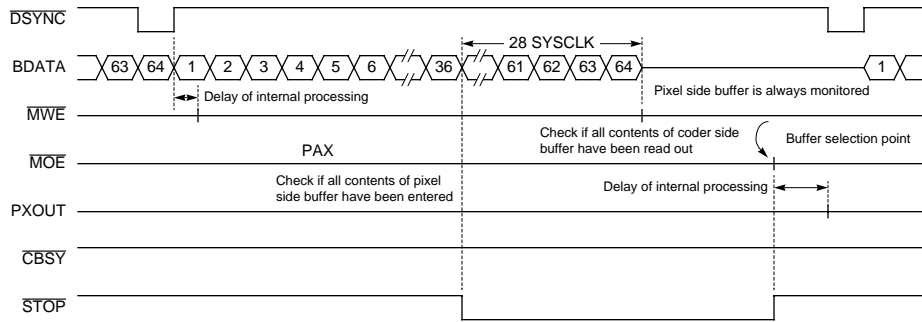 DSYNC
28 SYSCLK
BDATA 63 64 1 2 3 4 5 6 36 61 62 63 64 1
Delay of internal processing
Pixel side buffer is always monitored
MWE
Check if all contents of coder side
buffer have been read out
Buffer selection point
PAX
MOE
Check if all contents of pixel
side buffer have been entered
Delay of internal processing
PXOUT
CBSY
STOP